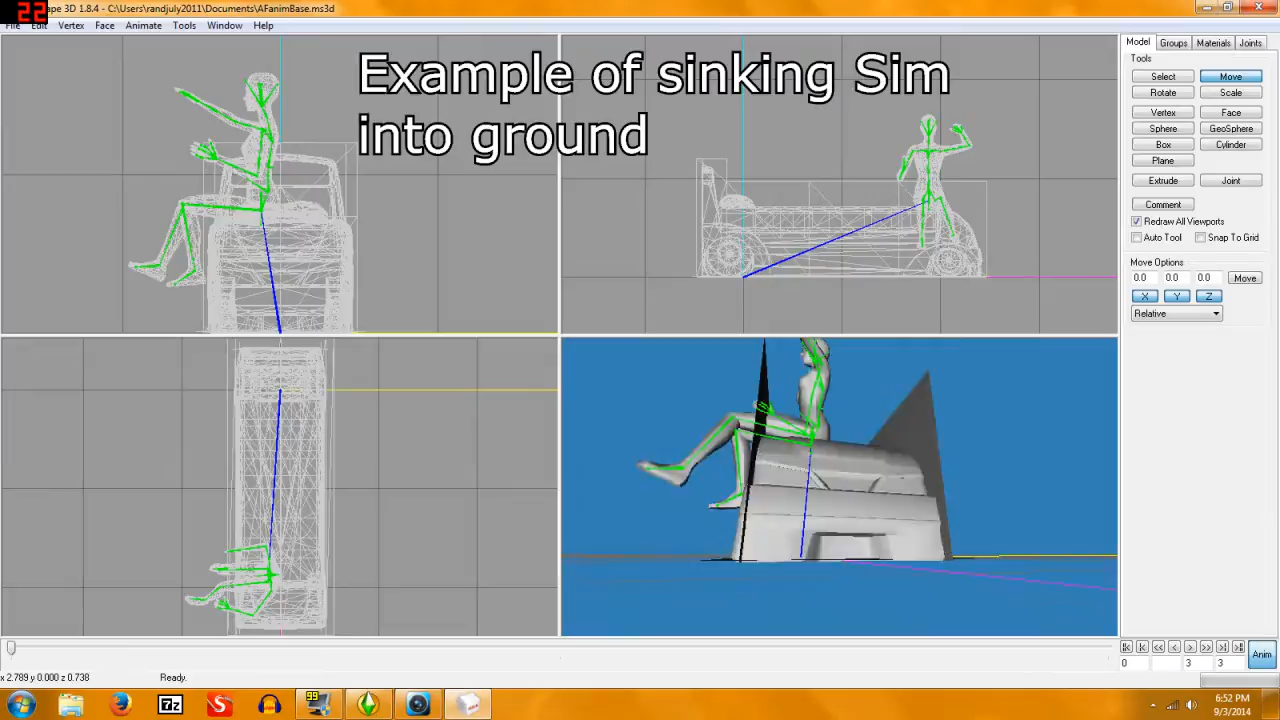 22
ape 3D 1.8.4 - C:\Users\randjuly2011\Documents\AFanimBase.ms3d
File Edit Vertex Face Animate Tools Window Help
Example of sinking Sim
into ground
Model Groups Materials Joints
Tools
Select Move
Rotate Scale
Vertex Face
Sphere GeoSphere
Box Cylinder
Plane
Extrude Joint
Comment
Redraw All Viewports
Auto Tool Snap To Grid
Move Options
0.0 0.0 0.0 Move
X Y Z
Relative
Anim
0 3 3
x 2.789 y 0.000 z 0.738 Ready.
7z
99
6:52 PM
9/3/2014